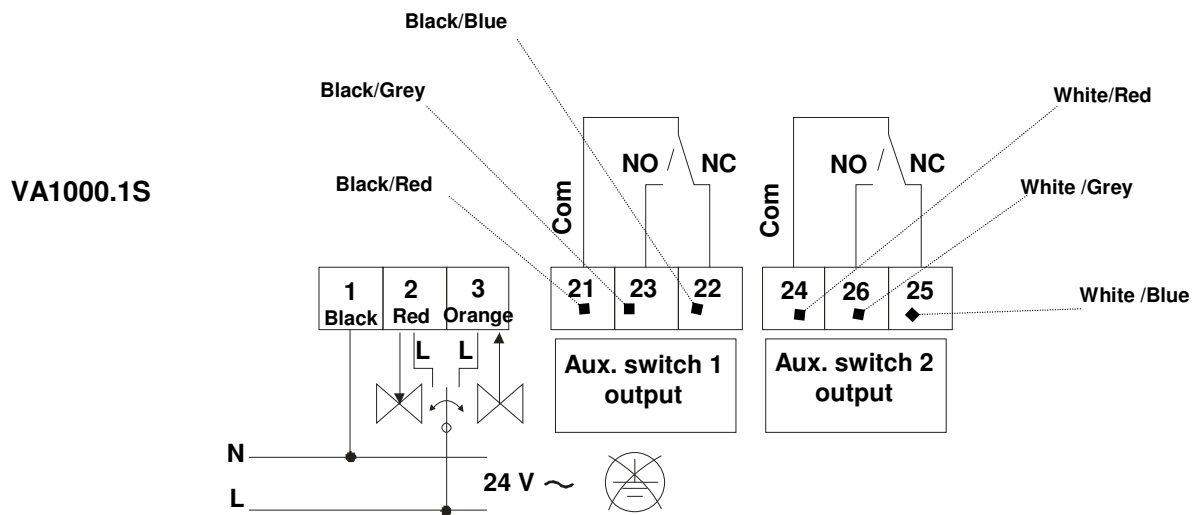 Black/Blue
Black/Grey
White/Red
Black/Red
White /Grey
VA1000.1S
NO NC
NO NC
Com
Com
White /Blue
1 2 3
Black Red Orange
21 23 22
24 26 25
L L
Aux. switch 1
output
Aux. switch 2
output
N
L
24 V ~